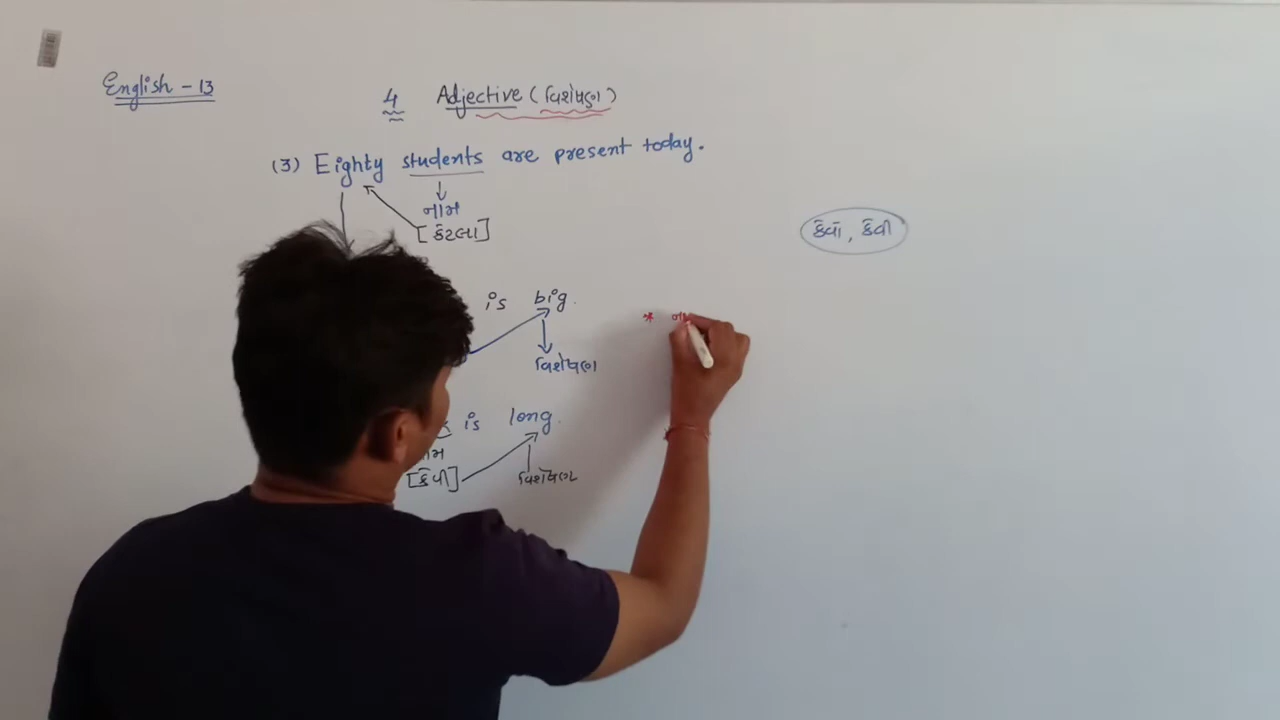 English - 13
4 Adjective (વિશેષણ)
(3) Eighty students are present today.
નામ
[કેટલા]
કેવાં, કેવી
is big.
* ના
વિશેષણ
is long.
[કેવી] વિશેષણ